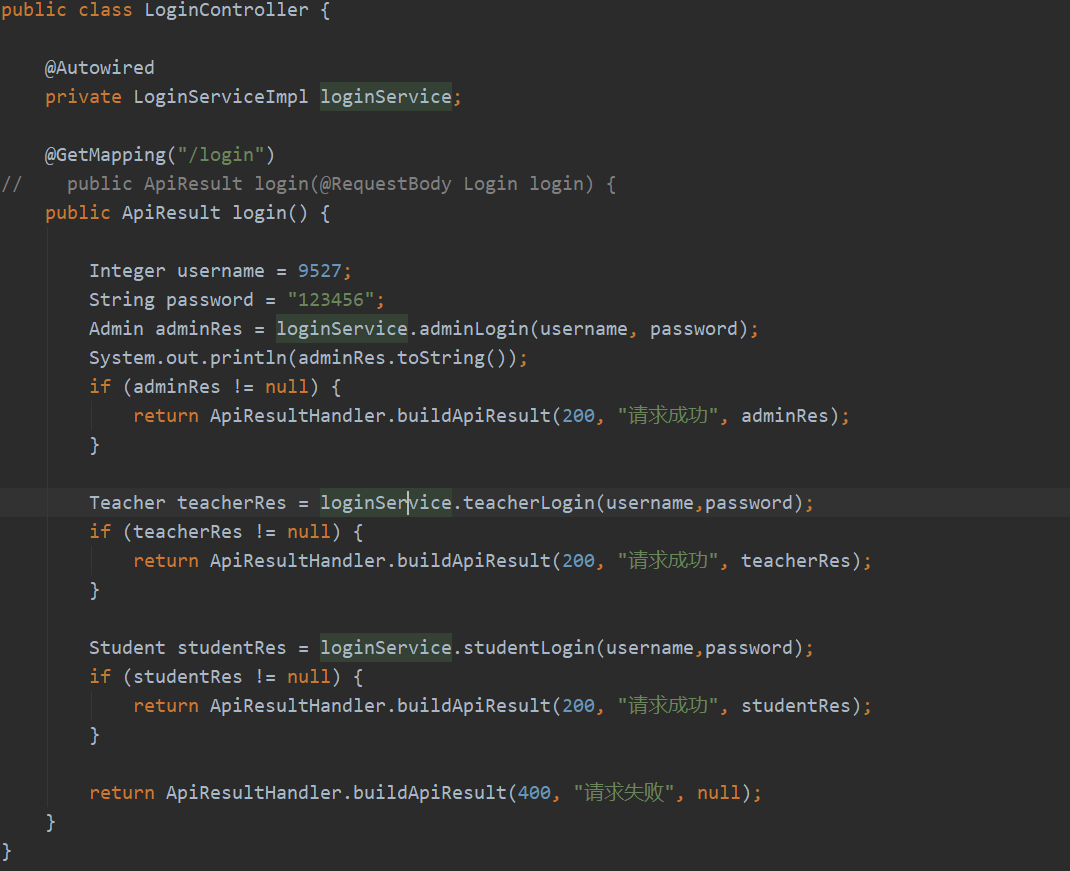 public class LoginController {
@Autowired
private LoginServiceImpl loginService;
@GetMapping("/login")
//    public ApiResult login(@RequestBody Login login) {
public ApiResult login() {
Integer username = 9527;
String password = "123456";
Admin adminRes = loginService.adminLogin(username, password);
System.out.println(adminRes.toString());
if (adminRes != null) {
return ApiResultHandler.buildApiResult(200, "请求成功", adminRes);
}
Teacher teacherRes = loginService.teacherLogin(username,password);
if (teacherRes != null) {
return ApiResultHandler.buildApiResult(200, "请求成功", teacherRes);
}
Student studentRes = loginService.studentLogin(username,password);
if (studentRes != null) {
return ApiResultHandler.buildApiResult(200, "请求成功", studentRes);
}
return ApiResultHandler.buildApiResult(400, "请求失败", null);
}
}